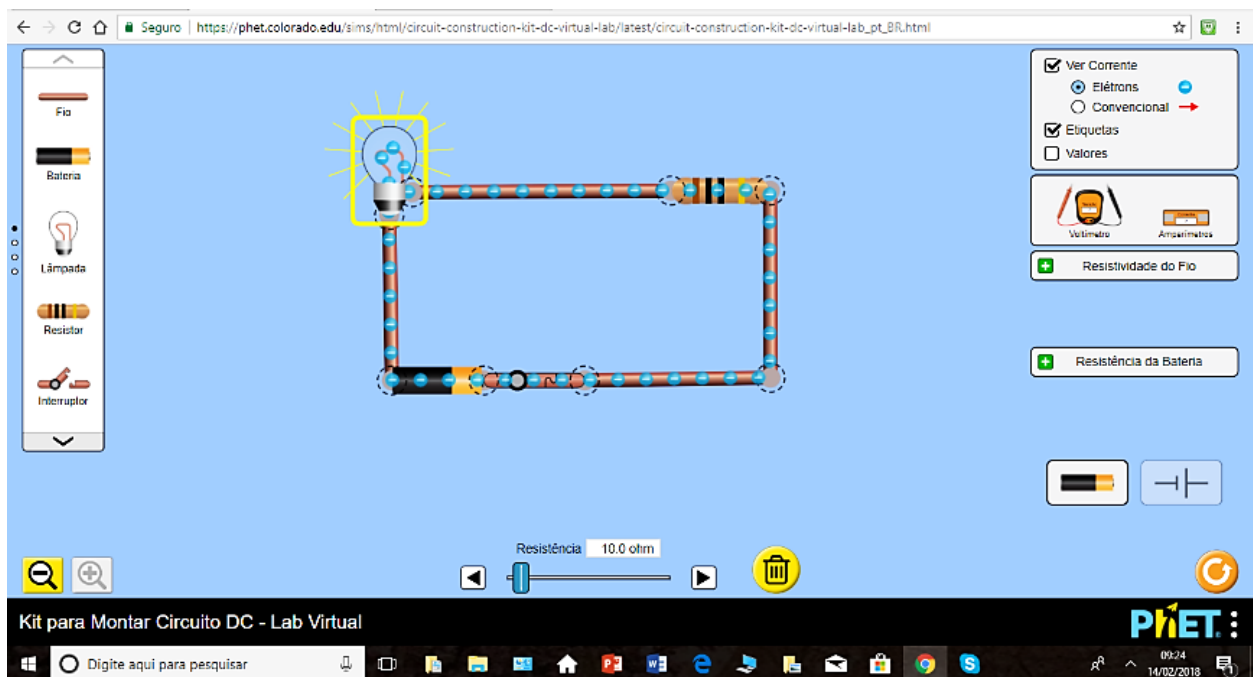 Seguro | https://phet.colorado.edu/sims/html/circuit-construction-kit-dc-virtual-lab/latest/circuit-construction-kit-dc-virtual-lab_pt_BR.html
Fio
Bateria
Lâmpada
Resistor
Interruptor
Ver Corrente
Elétrons
Convencional
Etiquetas
Valores
Voltímetro
Amperímetros
Resistividade do Fio
Resistência da Bateria
Resistência 10.0 ohm
Kit para Montar Circuito DC - Lab Virtual
PhET
Digite aqui para pesquisar
09:24
14/02/2018